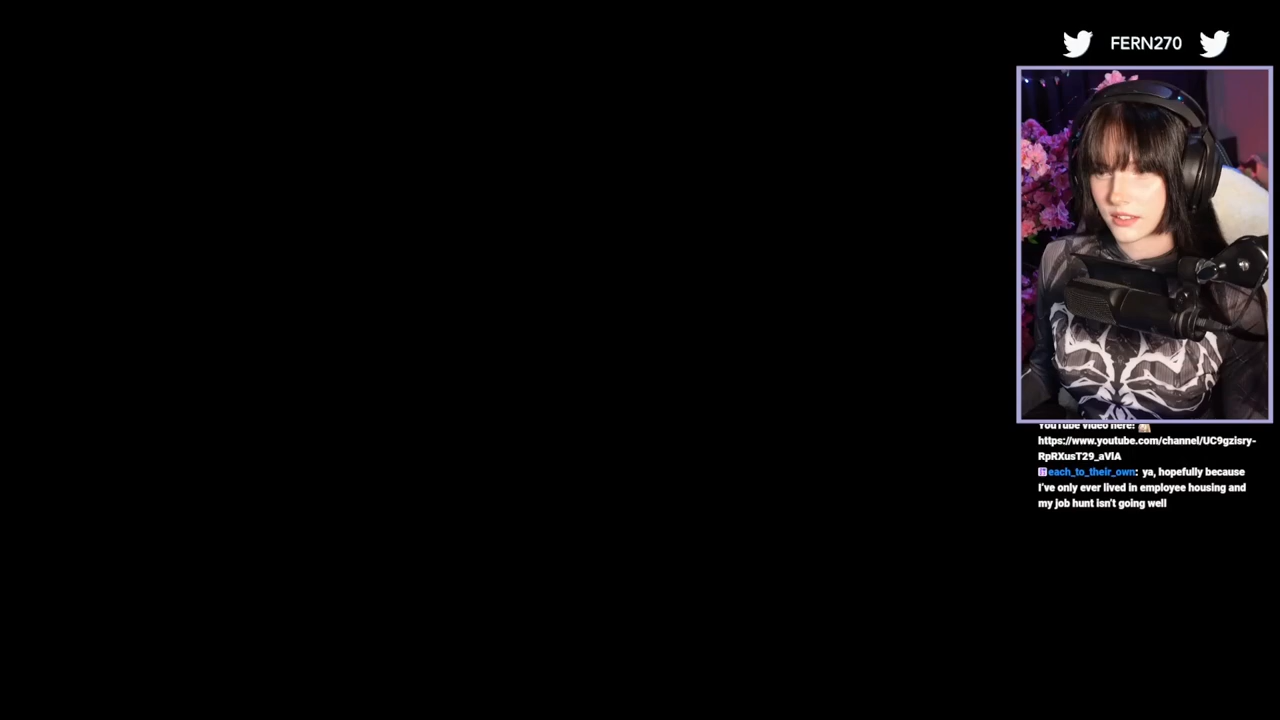 FERN270
YouTube video here!
https://www.youtube.com/channel/UC9gzisry-
RpRXusT29_aVlA
each_to_their_own: ya, hopefully because
I've only ever lived in employee housing and
my job hunt isn't going well